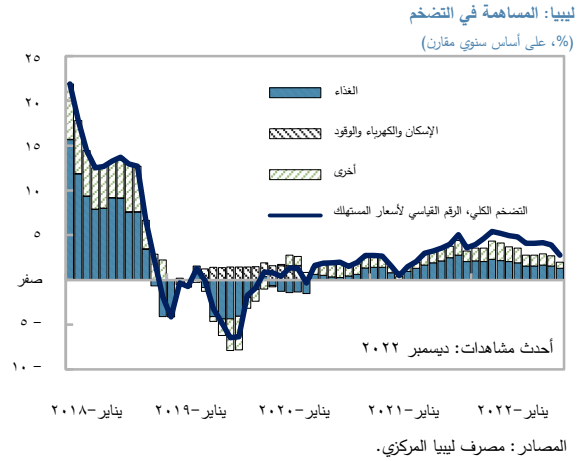 ليبيا: المساهمة في التضخم
(%، على أساس سنوي مقارن)
٢٥
٢٠
١٥
١٠
٥
صفر
٥ –
١٠ –
الغذاء
الإسكان والكهرباء والوقود
أخرى
التضخم الكلي، الرقم القياسي لأسعار المستهلك
أحدث مشاهدات: ديسمبر ٢٠٢٢
يناير–٢٠١٨
يناير–٢٠١٩
يناير–٢٠٢٠
يناير–٢٠٢١
يناير–٢٠٢٢
المصادر: مصرف ليبيا المركزي.